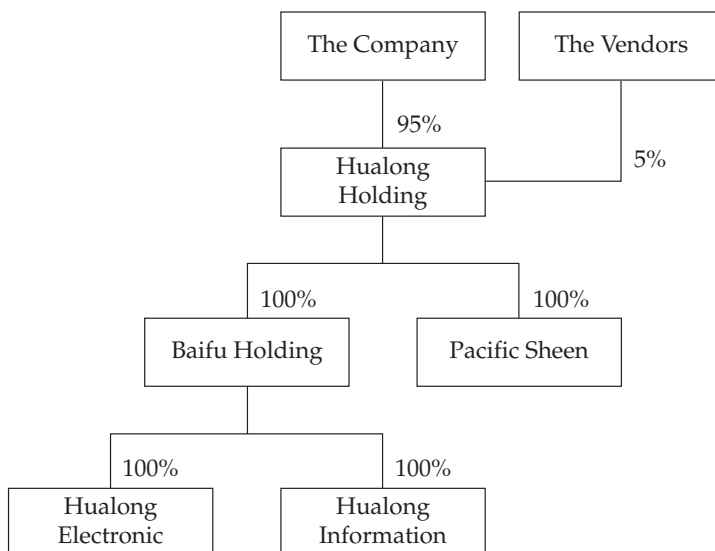 The Company
The Vendors
95%
5%
Hualong
Holding
100%
100%
Baifu Holding
Pacific Sheen
100%
100%
Hualong
Electronic
Hualong
Information